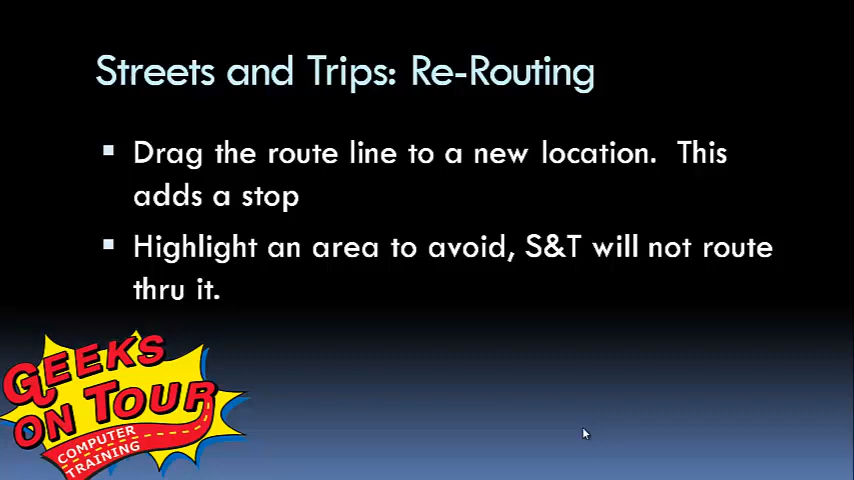 Streets and Trips: Re-Routing
Drag the route line to a new location. This
adds a stop
Highlight an area to avoid, S&T will not route
thru it.
GEEKS
ON TOUR
COMPUTER
TRAINING